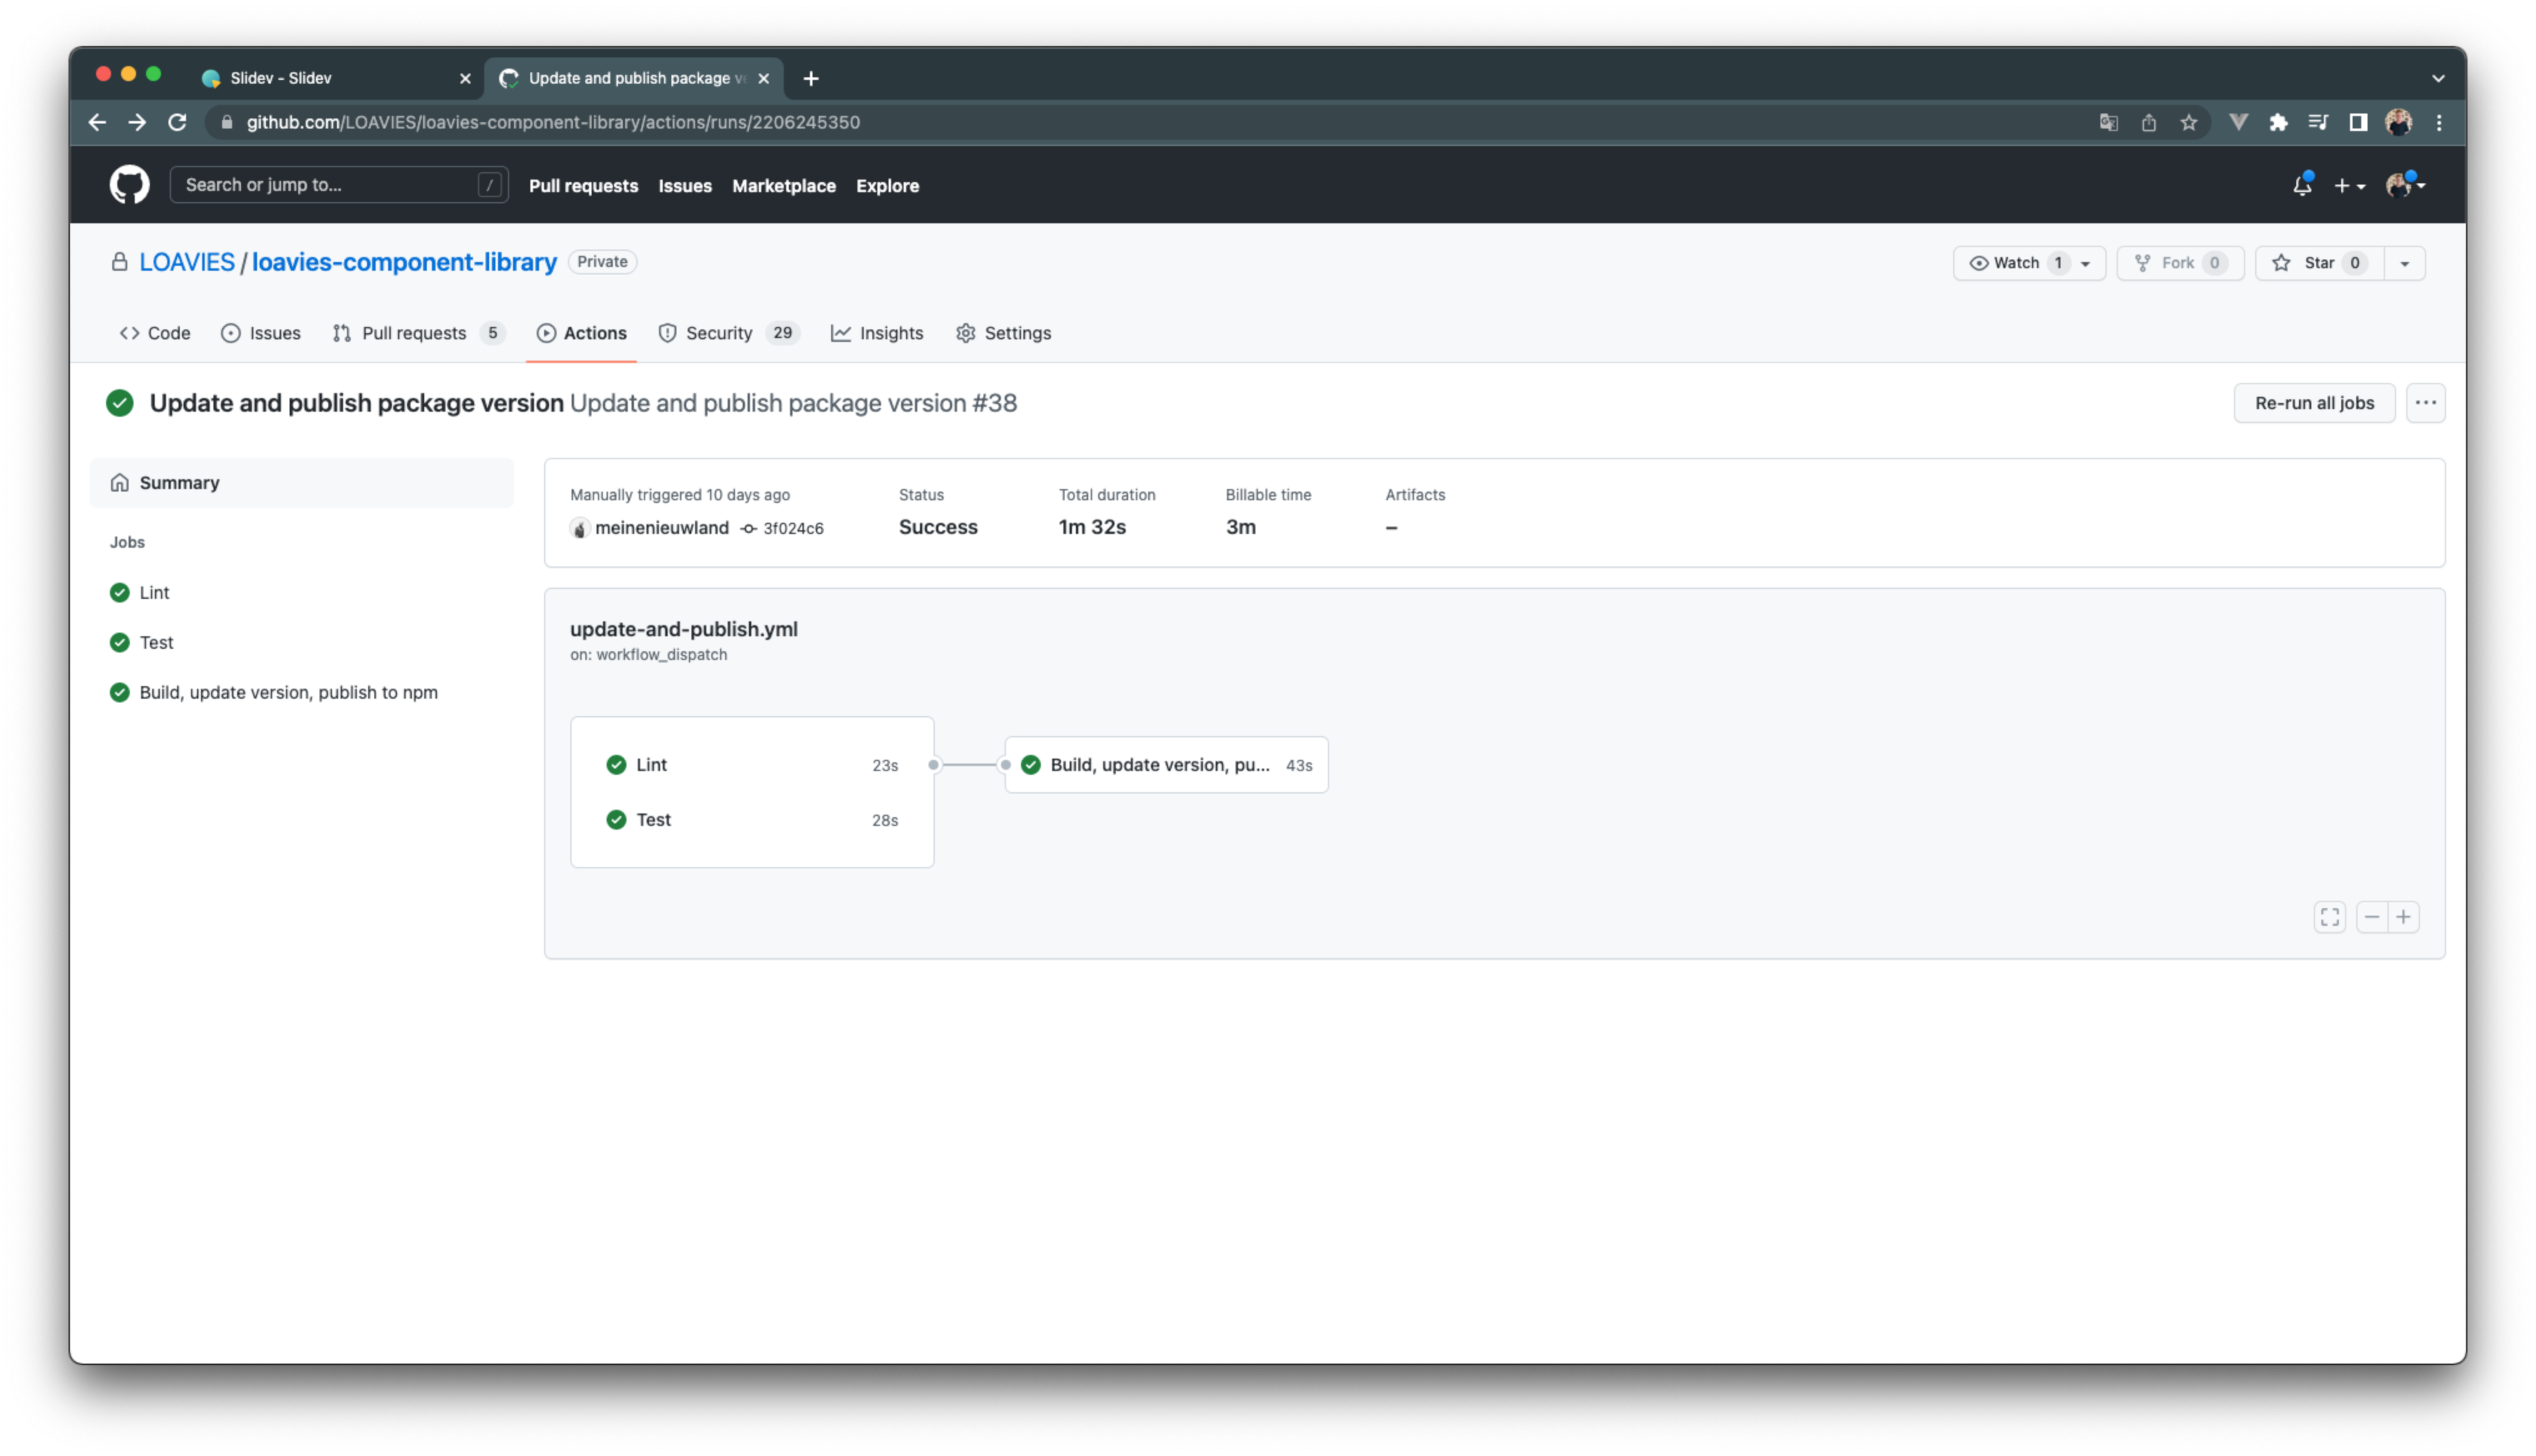 Slidev - Slidev
Update and publish package ve
github.com/LOAVIES/loavies-component-library/actions/runs/2206245350
Search or jump to... /
Pull requests Issues Marketplace Explore
LOAVIES / loavies-component-library Private
Watch 1 Fork 0 Star 0
Code Issues Pull requests 5 Actions Security 29 Insights Settings
Update and publish package version Update and publish package version #38
Re-run all jobs
Summary
Jobs
Lint
Test
Build, update version, publish to npm
Manually triggered 10 days ago Status Total duration Billable time Artifacts
meinenieuwland 3f024c6 Success 1m 32s 3m –
update-and-publish.yml
on: workflow_dispatch
Lint 23s
Build, update version, pu... 43s
Test 28s